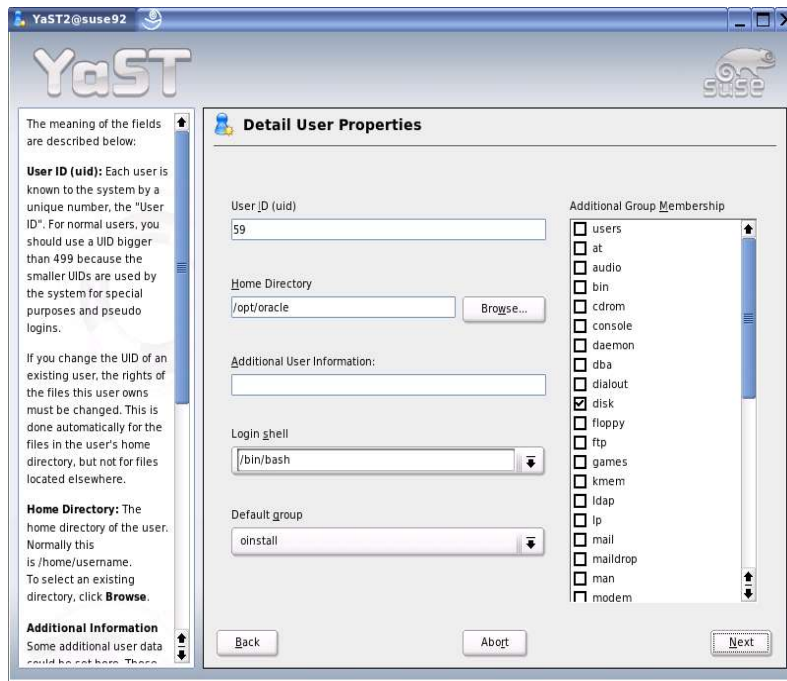 YaST2@suse92
YaST
SUSE
The meaning of the fields
are described below:
User ID (uid): Each user is
known to the system by a
unique number, the "User
ID". For normal users, you
should use a UID bigger
than 499 because the
smaller UIDs are used by
the system for special
purposes and pseudo
logins.
If you change the UID of an
existing user, the rights of
the files this user owns
must be changed. This is
done automatically for the
files in the user's home
directory, but not for files
located elsewhere.
Home Directory: The
home directory of the user.
Normally this
is /home/username.
To select an existing
directory, click Browse.
Additional Information
Some additional user data
could be set here. These
Detail User Properties
User ID (uid)
59
Home Directory
/opt/oracle
Browse...
Additional User Information:
Login shell
/bin/bash
Default group
oinstall
Additional Group Membership
users
at
audio
bin
cdrom
console
daemon
dba
dialout
disk
floppy
ftp
games
kmem
ldap
lp
mail
maildrop
man
modem
Back
Abort
Next